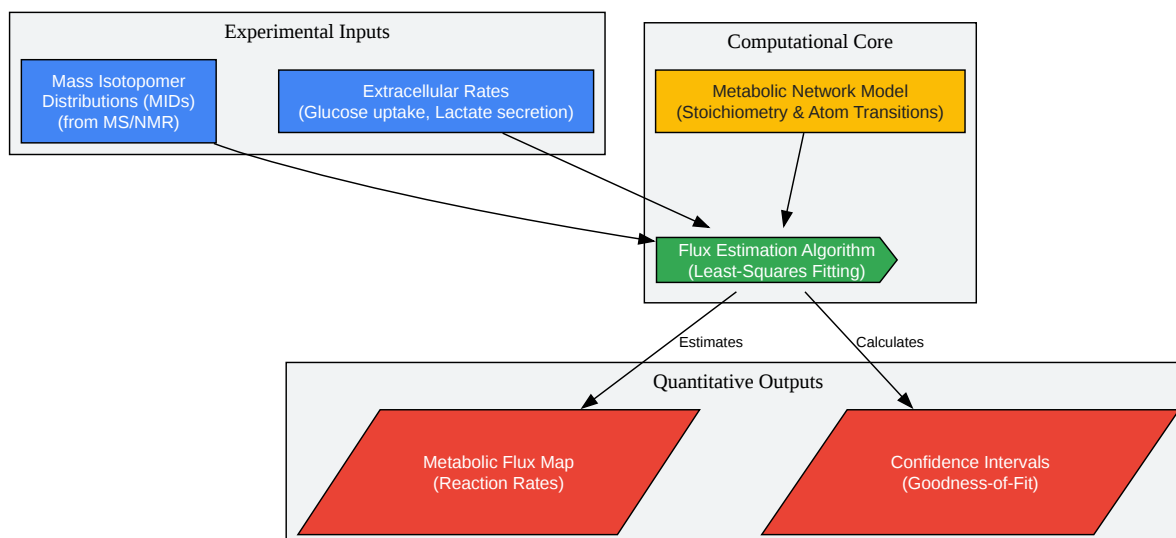 Experimental Inputs
Mass Isotopomer
Distributions (MIDs)
(from MS/NMR)
Extracellular Rates
(Glucose uptake, Lactate secretion)
Computational Core
Metabolic Network Model
(Stoichiometry & Atom Transitions)
Flux Estimation Algorithm
(Least-Squares Fitting)
Estimates
Calculates
Quantitative Outputs
Metabolic Flux Map
(Reaction Rates)
Confidence Intervals
(Goodness-of-Fit)